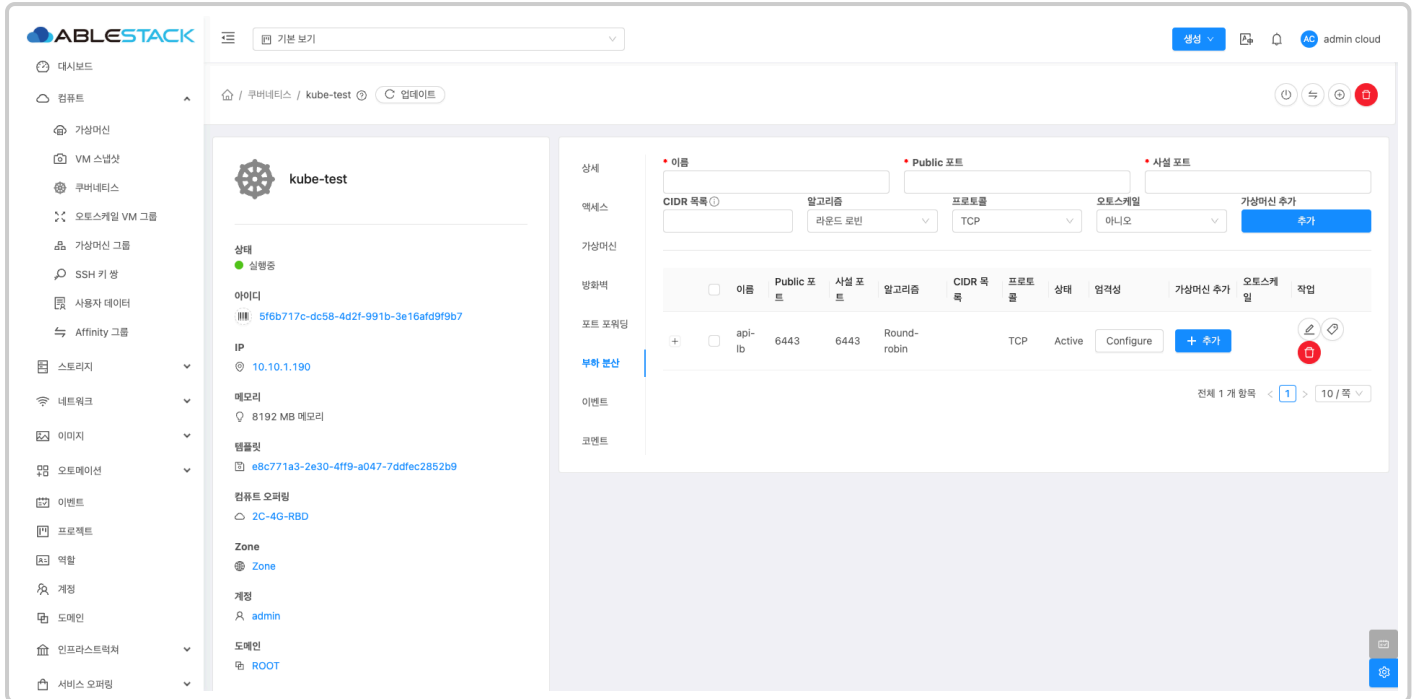 ABLESTACK
기본 보기
생성
AC admin cloud
대시보드
컴퓨트
가상머신
VM 스냅샷
쿠버네티스
오토스케일 VM 그룹
가상머신 그룹
SSH 키 쌍
사용자 데이터
Affinity 그룹
스토리지
네트워크
이미지
오토메이션
이벤트
프로젝트
역할
계정
도메인
인프라스트럭쳐
서비스 오퍼링
/ 쿠버네티스 / kube-test 업데이트
kube-test
상태
실행중
아이디
5f6b717c-dc58-4d2f-991b-3e16afd9f9b7
IP
10.10.1.190
메모리
8192 MB 메모리
템플릿
e8c771a3-2e30-4ff9-a047-7ddfec2852b9
컴퓨트 오퍼링
2C-4G-RBD
Zone
Zone
계정
admin
도메인
ROOT
상세
액세스
가상머신
방화벽
포트 포워딩
부하 분산
이벤트
코멘트
* 이름 * Public 포트 * 사설 포트
CIDR 목록 알고리즘 프로토콜 오토스케일 가상머신 추가
라운드 로빈 TCP 아니오 추가
이름 Public 포트 사설 포트 알고리즘 CIDR 목록 프로토콜 상태 엄격성 가상머신 추가 오토스케일 작업
api-lb 6443 6443 Round-robin TCP Active Configure + 추가
전체 1 개 항목 < 1 > 10 / 쪽